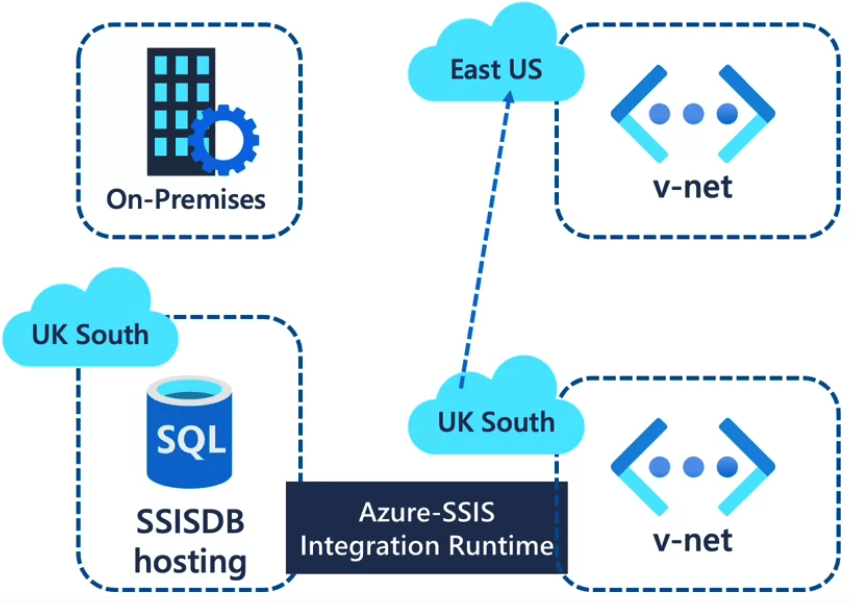 On-Premises
East US
v-net
UK South
SQL
SSISDB
hosting
Azure-SSIS
Integration Runtime
UK South
v-net